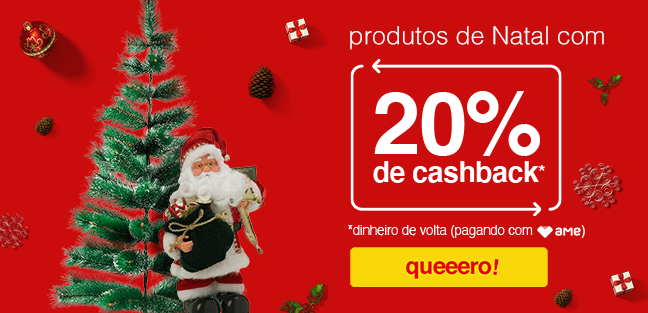 produtos de Natal com
20%
de cashback*
*dinheiro de volta (pagando com ame)
queeero!